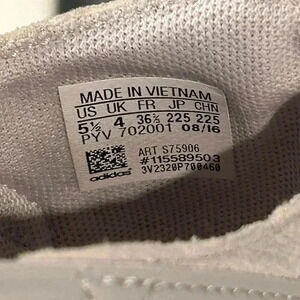 MADE IN VIETNAM
US UK FR JP CHN
5½ 4 36⅔ 225 225
PYV 702001 08/16
ART S75906
#115589503
3V2320P700460
adidas